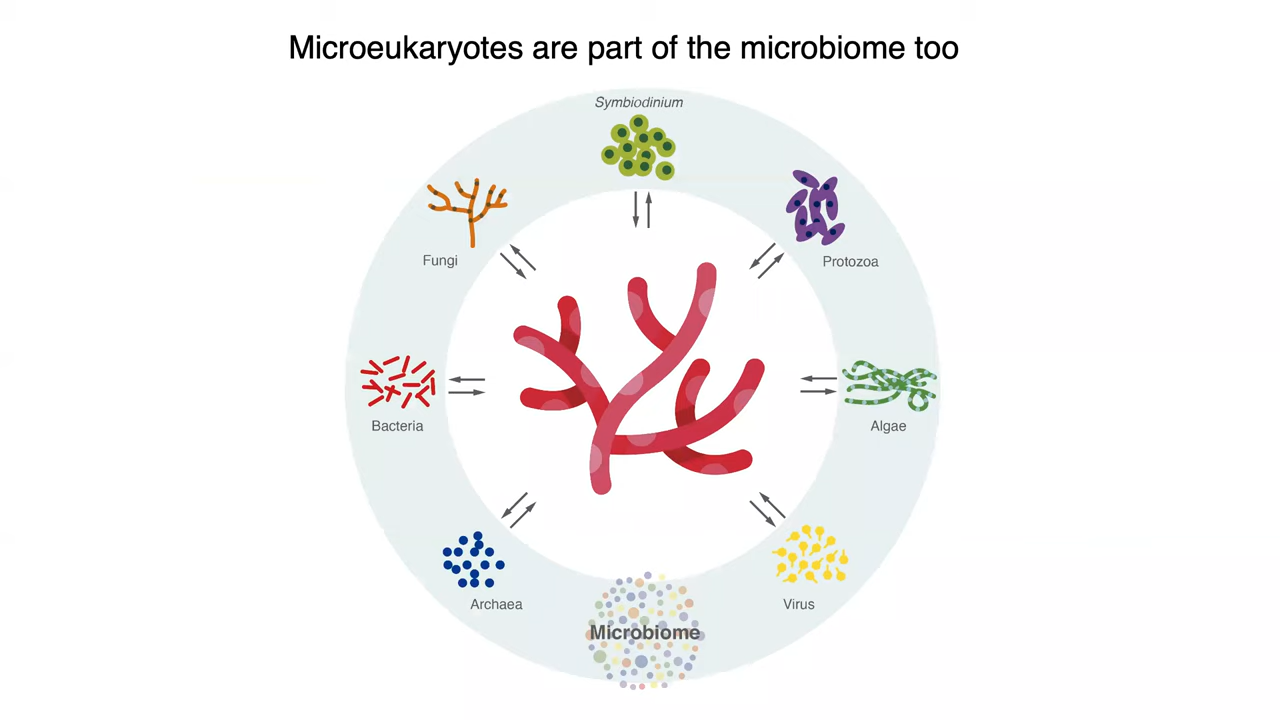 Microeukaryotes are part of the microbiome too
Symbiodinium
Fungi
Protozoa
Bacteria
Algae
Archaea
Virus
Microbiome